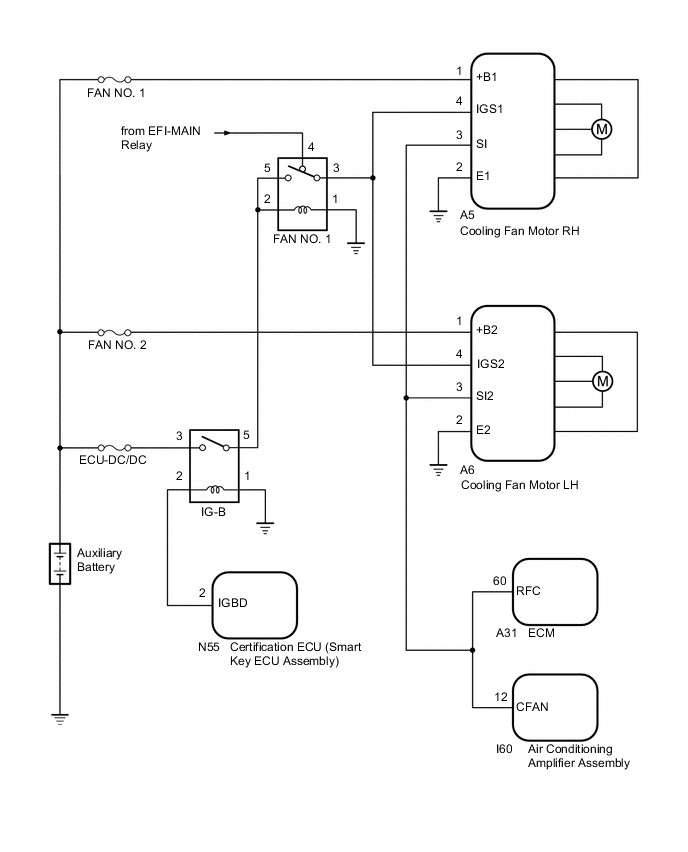 1
+B1
FAN NO. 1
4
IGS1
from EFI-MAIN
Relay
4
3
SI
5
3
2
E1
2
1
A5
FAN NO. 1
Cooling Fan Motor RH
M
1
+B2
FAN NO. 2
4
IGS2
3
SI2
M
2
E2
3
5
ECU-DC/DC
2
1
A6
Cooling Fan Motor LH
IG-B
Auxiliary
Battery
2
IGBD
60
RFC
A31 ECM
N55 Certification ECU (Smart
Key ECU Assembly)
12
CFAN
I60 Air Conditioning
Amplifier Assembly